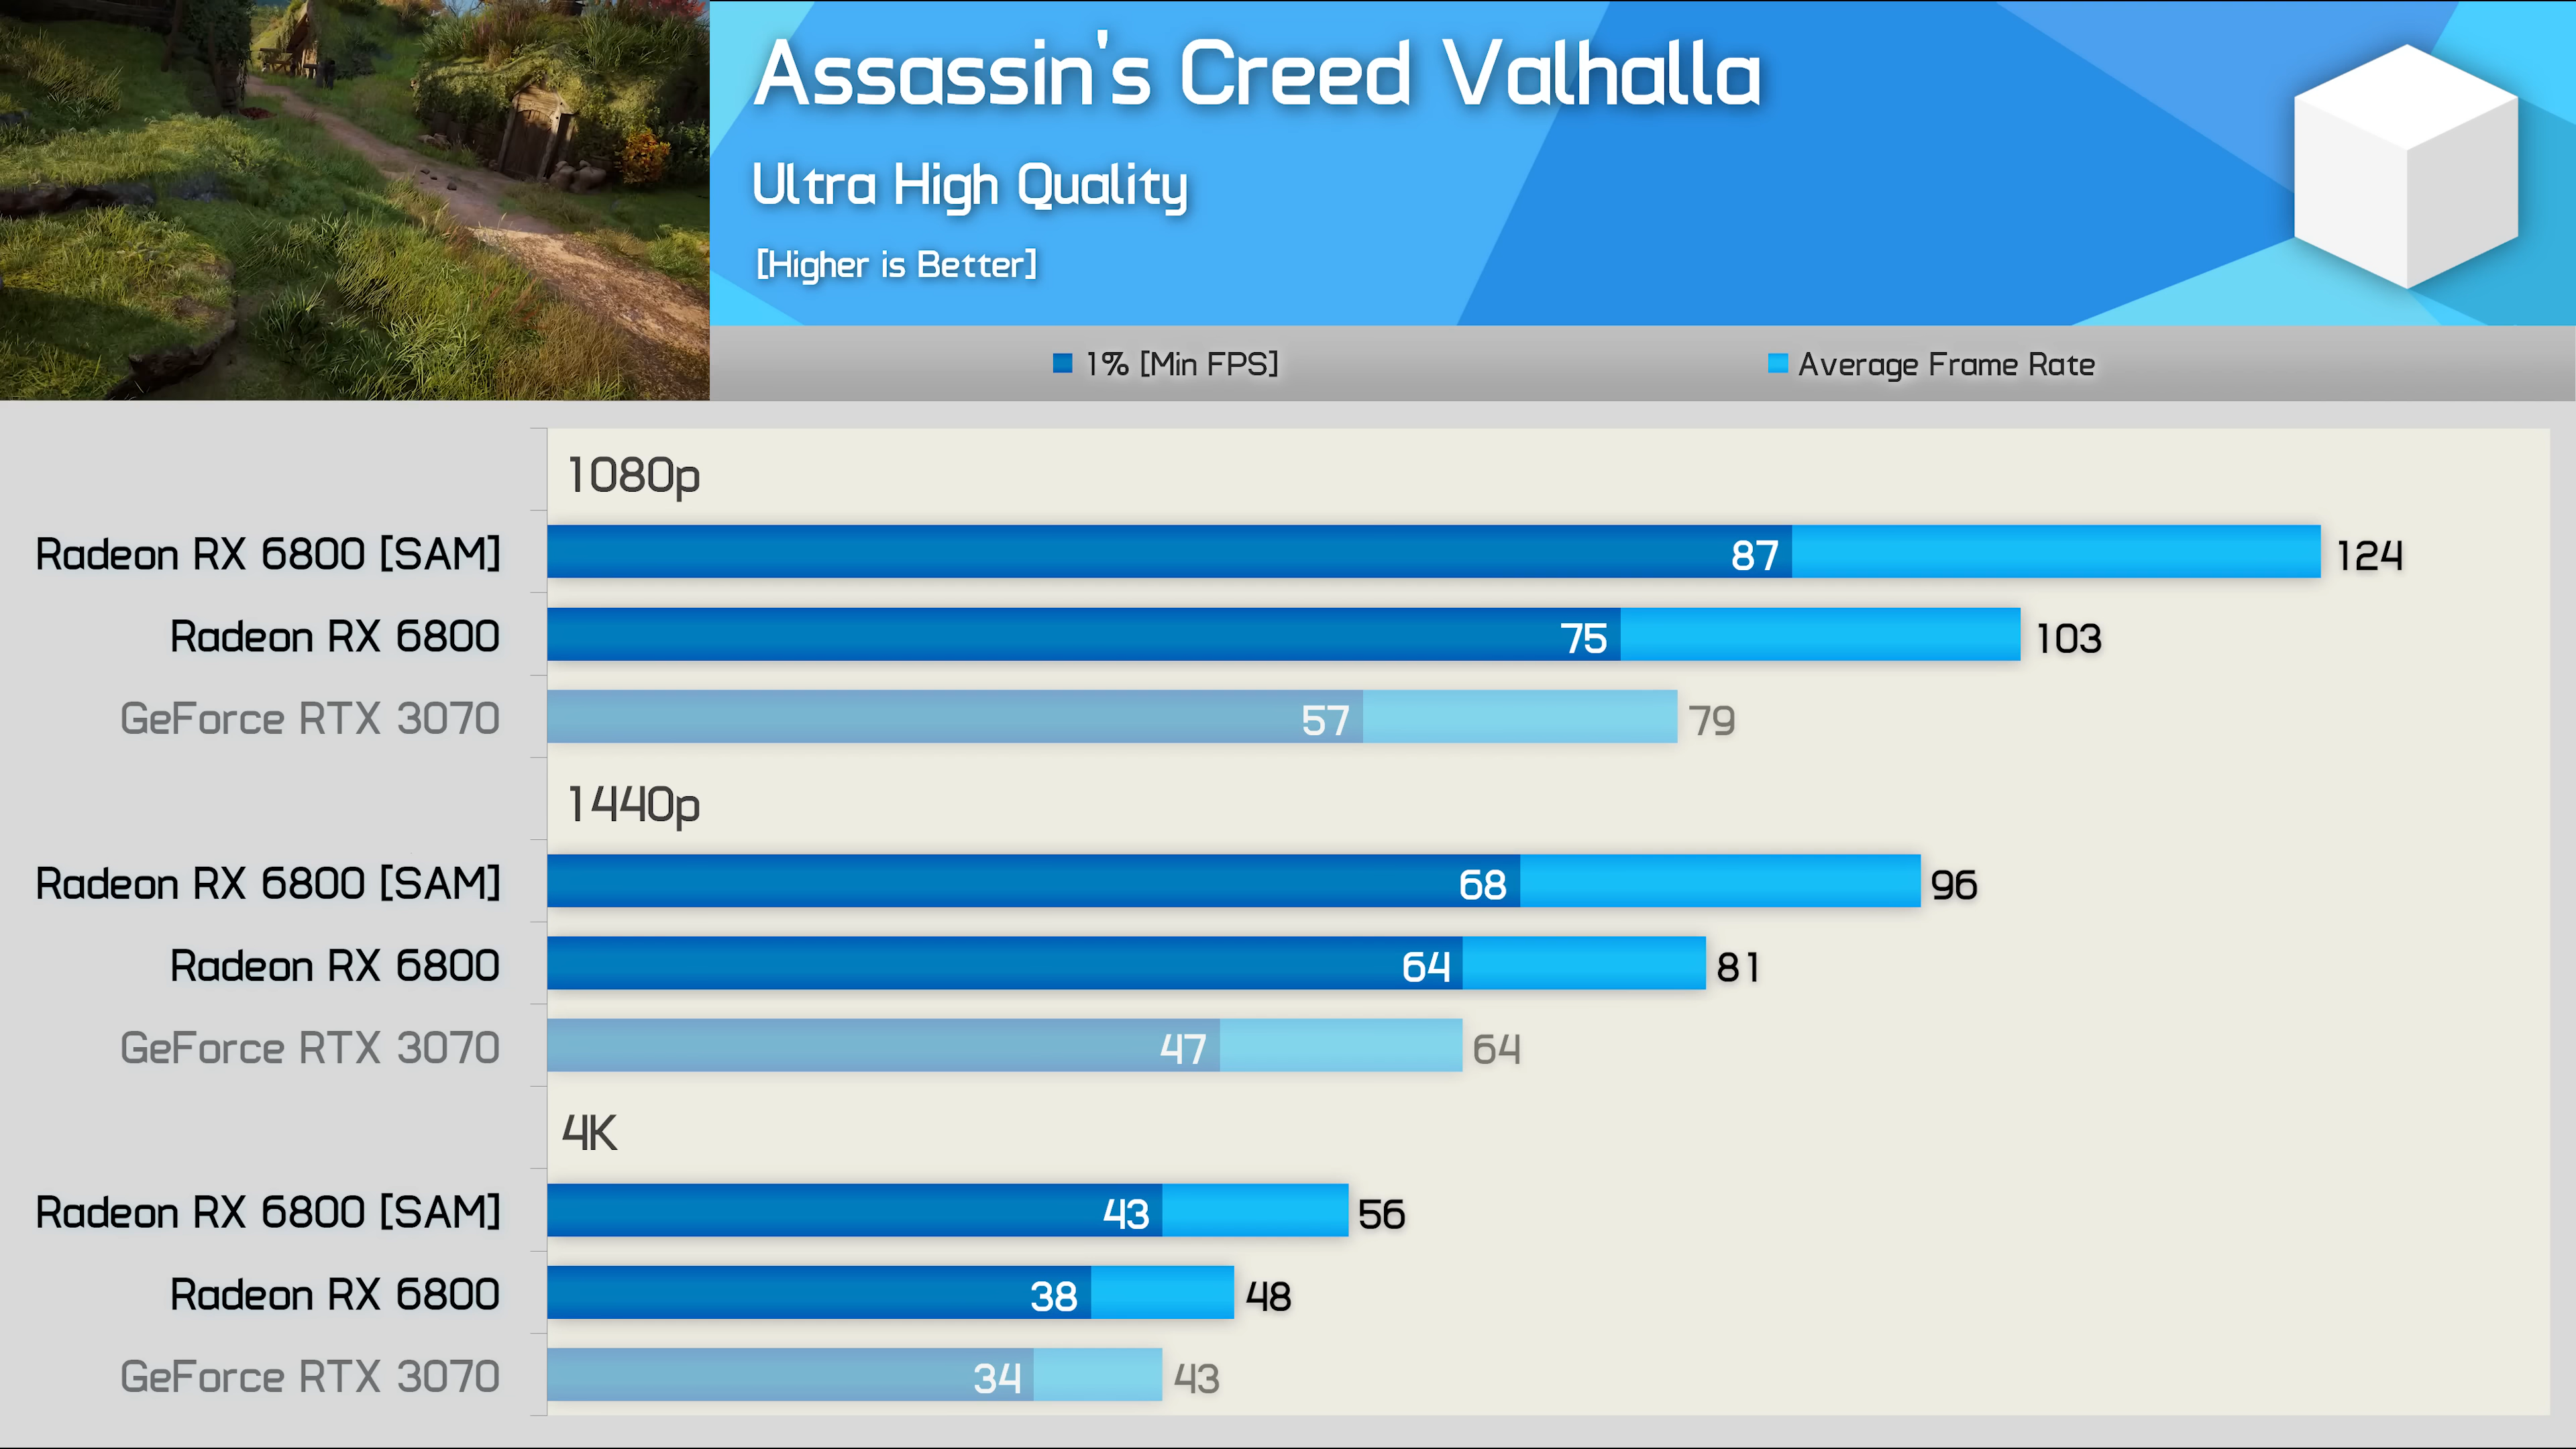 Assassin's Creed Valhalla
Ultra High Quality
[Higher is Better]
1% [Min FPS] Average Frame Rate
1080p
Radeon RX 6800 [SAM] 87 124
Radeon RX 6800 75 103
GeForce RTX 3070 57 79
1440p
Radeon RX 6800 [SAM] 68 96
Radeon RX 6800 64 81
GeForce RTX 3070 47 64
4K
Radeon RX 6800 [SAM] 43 56
Radeon RX 6800 38 48
GeForce RTX 3070 34 43